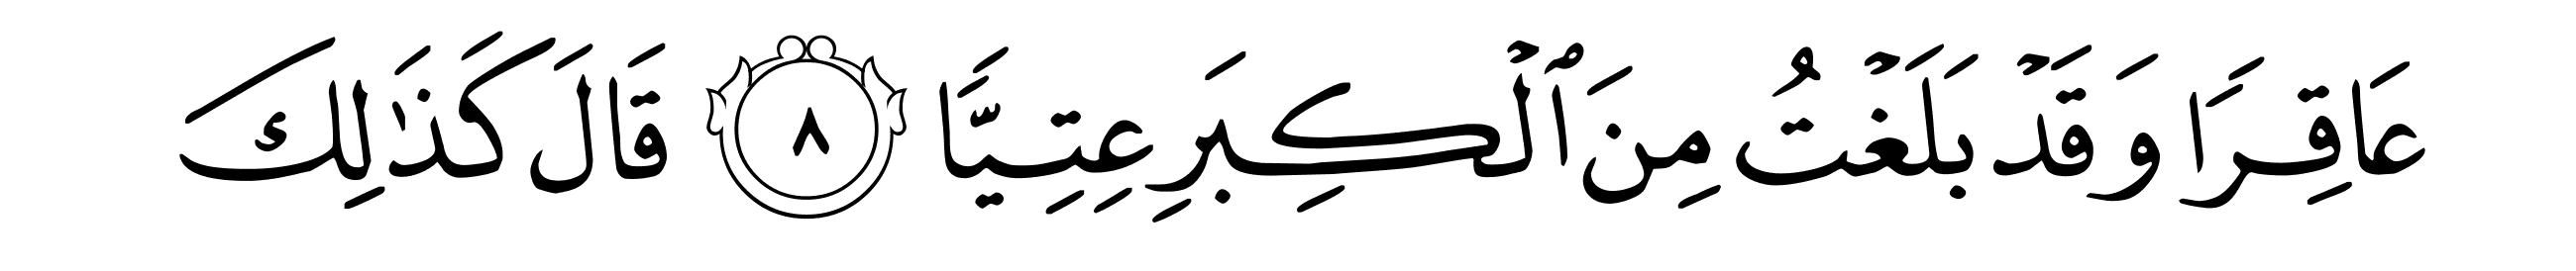 عَاقِرًا وَقَدْ بَلَغْتُ مِنَ ٱلْكِبَرِ عِتِيًّا ٨ قَالَ كَذَٰلِكَ